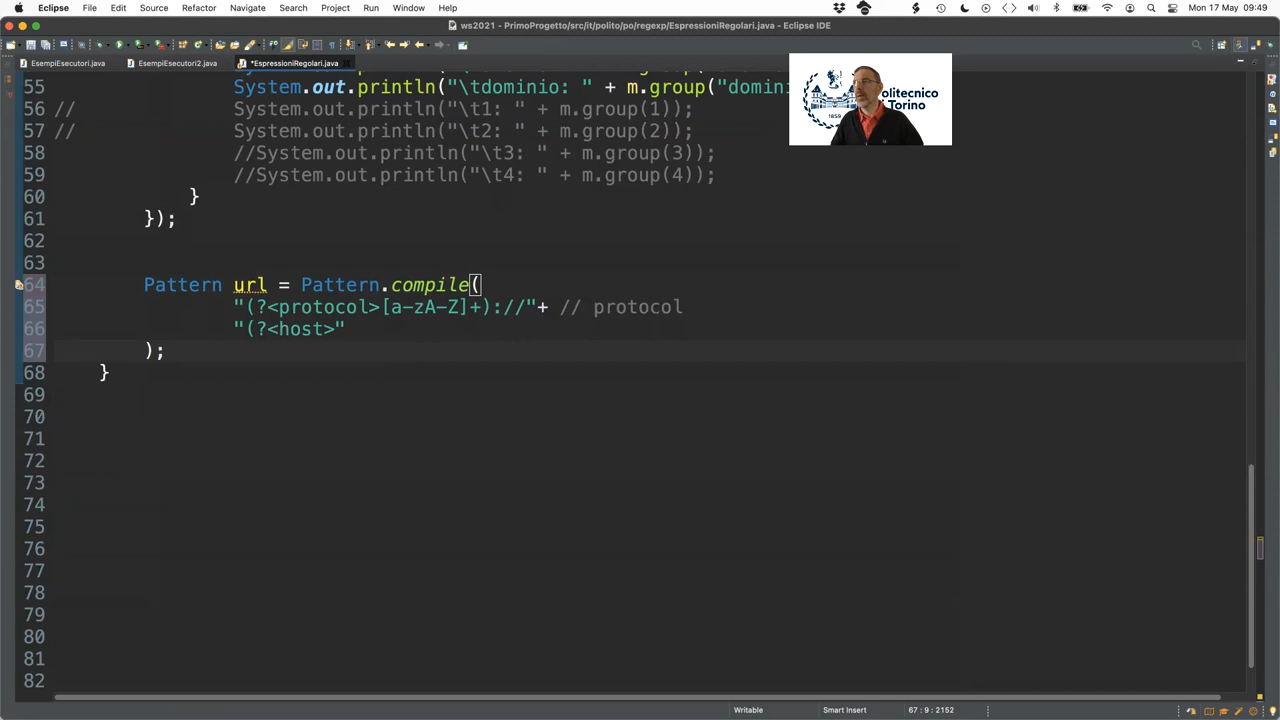 Eclipse File Edit Source Refactor Navigate Search Project Run Window Help Mon 17 May 09:49
ws2021 - PrimoProgetto/src/it/polito/po/regexp/EspressioniRegolari.java - Eclipse IDE
EsempiEsecutori.java EsempiEsecutori2.java *EspressioniRegolari.java
55 System.out.println("\tdominio: " + m.group("domini
56 // System.out.println("\t1: " + m.group(1));
57 // System.out.println("\t2: " + m.group(2));
58 //System.out.println("\t3: " + m.group(3));
59 //System.out.println("\t4: " + m.group(4));
60 }
61 });
62
63
64 Pattern url = Pattern.compile(
65 "(?<protocol>[a-zA-Z]+)://"+ // protocol
66 "(?<host>"
67 );
68 }
69
70
71
72
73
74
75
76
77
78
79
80
81
82
Politecnico
di Torino
1859
Writable Smart Insert 67 : 9 : 2152